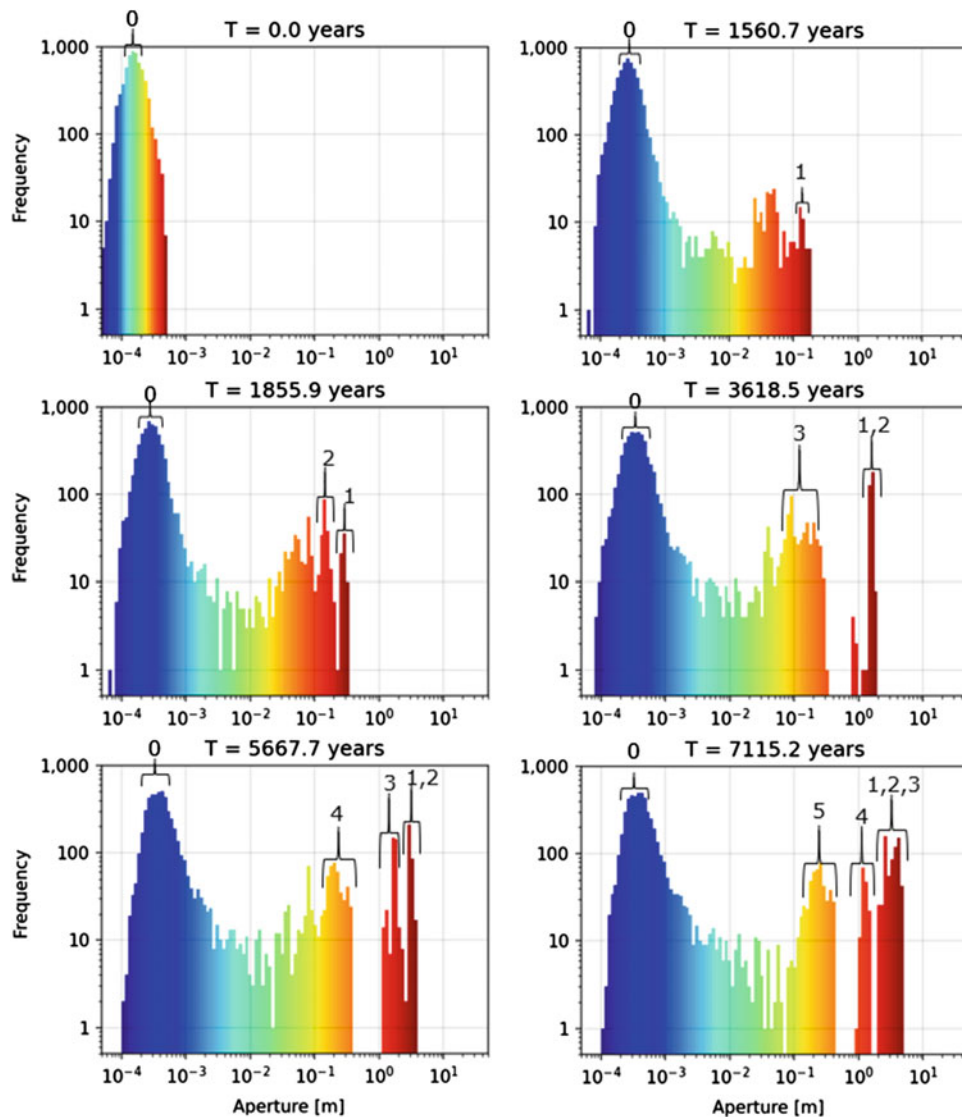 0
T = 0.0 years
0
T = 1560.7 years
Frequency
1,000
100
10
1
10⁻⁴ 10⁻³ 10⁻² 10⁻¹ 10⁰ 10¹
1,000
100
10
1
1
10⁻⁴ 10⁻³ 10⁻² 10⁻¹ 10⁰ 10¹
T = 1855.9 years
T = 3618.5 years
Frequency
1,000
100
10
1
0
2
1
10⁻⁴ 10⁻³ 10⁻² 10⁻¹ 10⁰ 10¹
1,000
100
10
1
0
3
1,2
10⁻⁴ 10⁻³ 10⁻² 10⁻¹ 10⁰ 10¹
0
T = 5667.7 years
0
T = 7115.2 years
Frequency
1,000
100
10
1
4
3
1,2
10⁻⁴ 10⁻³ 10⁻² 10⁻¹ 10⁰ 10¹
Aperture [m]
1,000
100
10
1
5
4
1,2,3
10⁻⁴ 10⁻³ 10⁻² 10⁻¹ 10⁰ 10¹
Aperture [m]